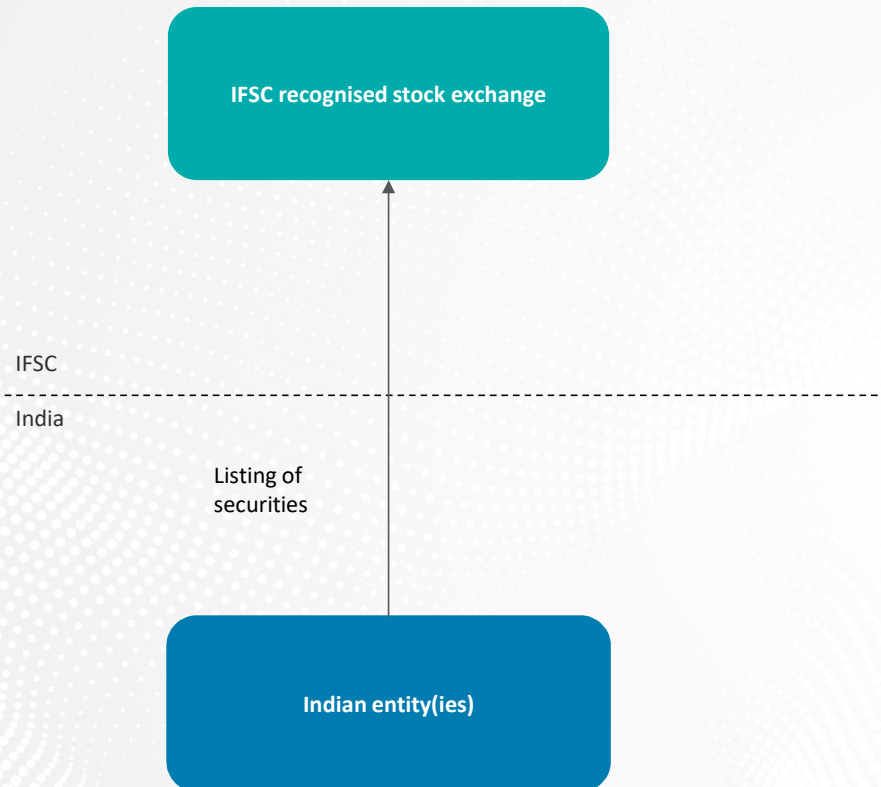 IFSC recognised stock exchange
IFSC
India
Listing of
securities
Indian entity(ies)